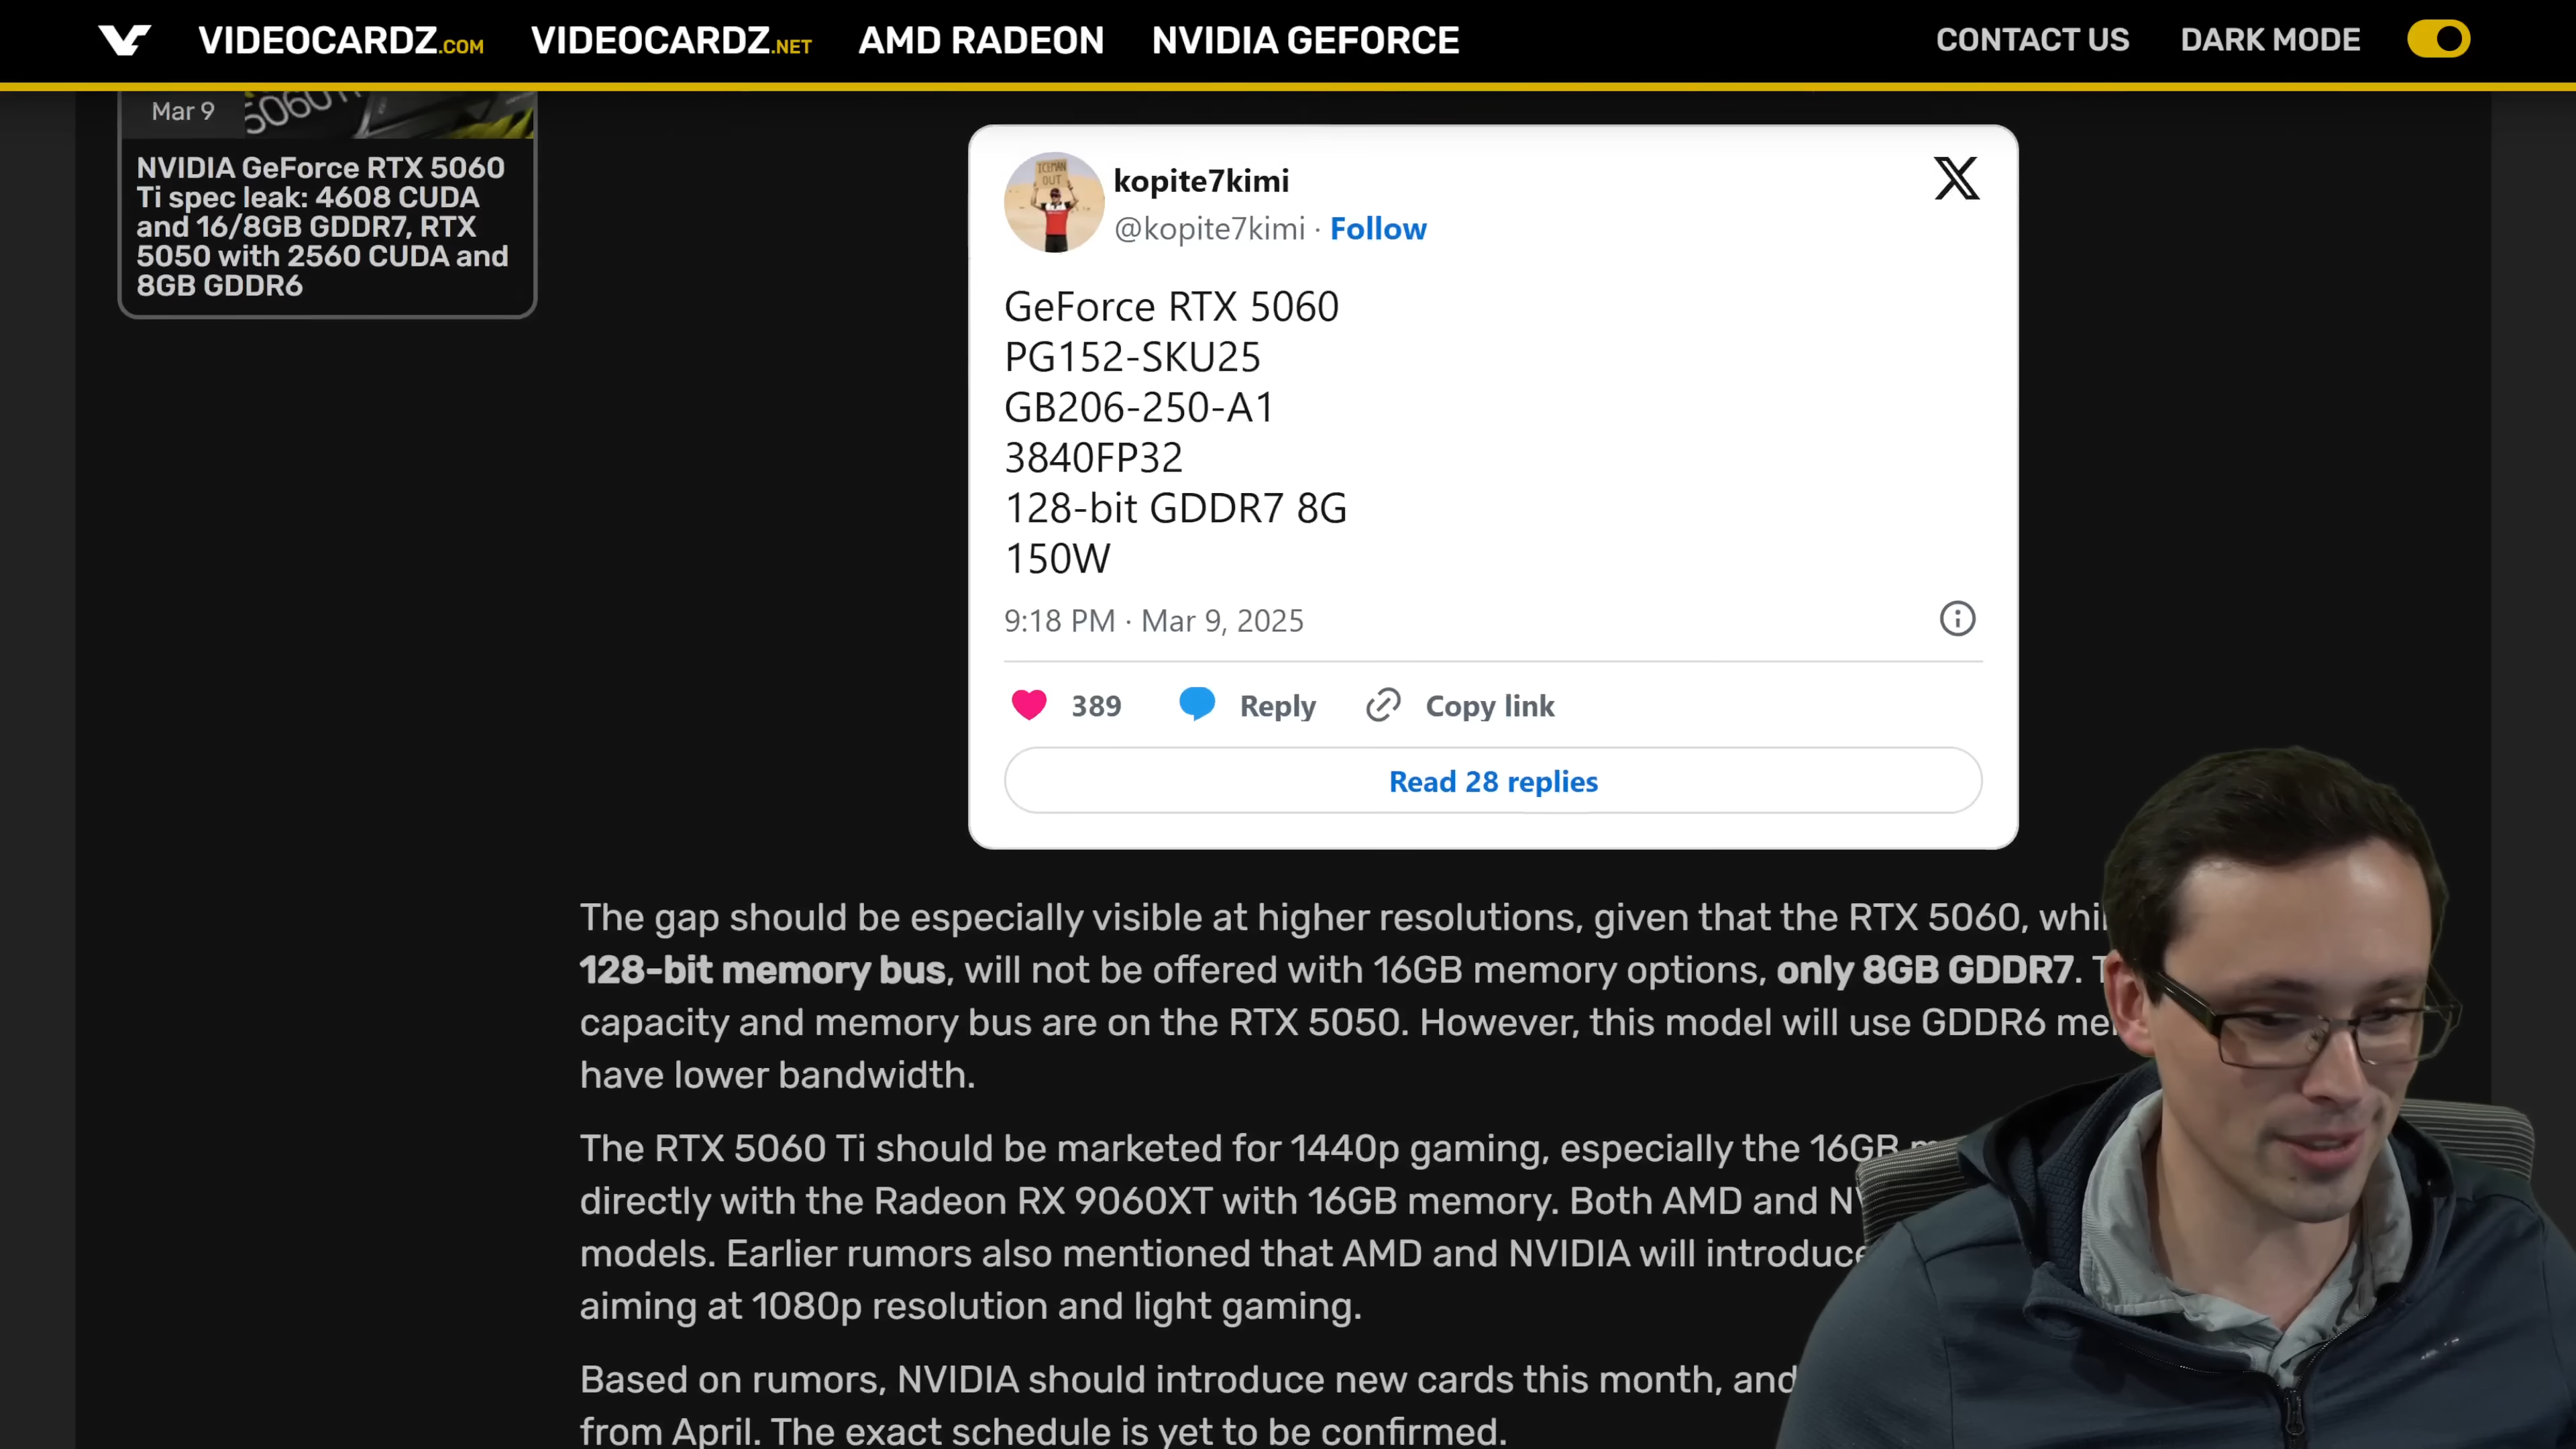 VIDEOCARDZ.COM VIDEOCARDZ.NET AMD RADEON NVIDIA GEFORCE CONTACT US DARK MODE
Mar 9
5060Ti
NVIDIA GeForce RTX 5060
Ti spec leak: 4608 CUDA
and 16/8GB GDDR7, RTX
5050 with 2560 CUDA and
8GB GDDR6
ICEMAN
OUT
kopite7kimi
@kopite7kimi · Follow
GeForce RTX 5060
PG152-SKU25
GB206-250-A1
3840FP32
128-bit GDDR7 8G
150W
9:18 PM · Mar 9, 2025
389 Reply Copy link
Read 28 replies
The gap should be especially visible at higher resolutions, given that the RTX 5060,
128-bit memory bus, will not be offered with 16GB memory options, only 8GB GDDR7.
capacity and memory bus are on the RTX 5050. However, this model will use GDDR6
have lower bandwidth.
The RTX 5060 Ti should be marketed for 1440p gaming, especially the 16GB
directly with the Radeon RX 9060XT with 16GB memory. Both AMD and
models. Earlier rumors also mentioned that AMD and NVIDIA will introduce
aiming at 1080p resolution and light gaming.
Based on rumors, NVIDIA should introduce new cards this month, and
from April. The exact schedule is yet to be confirmed.